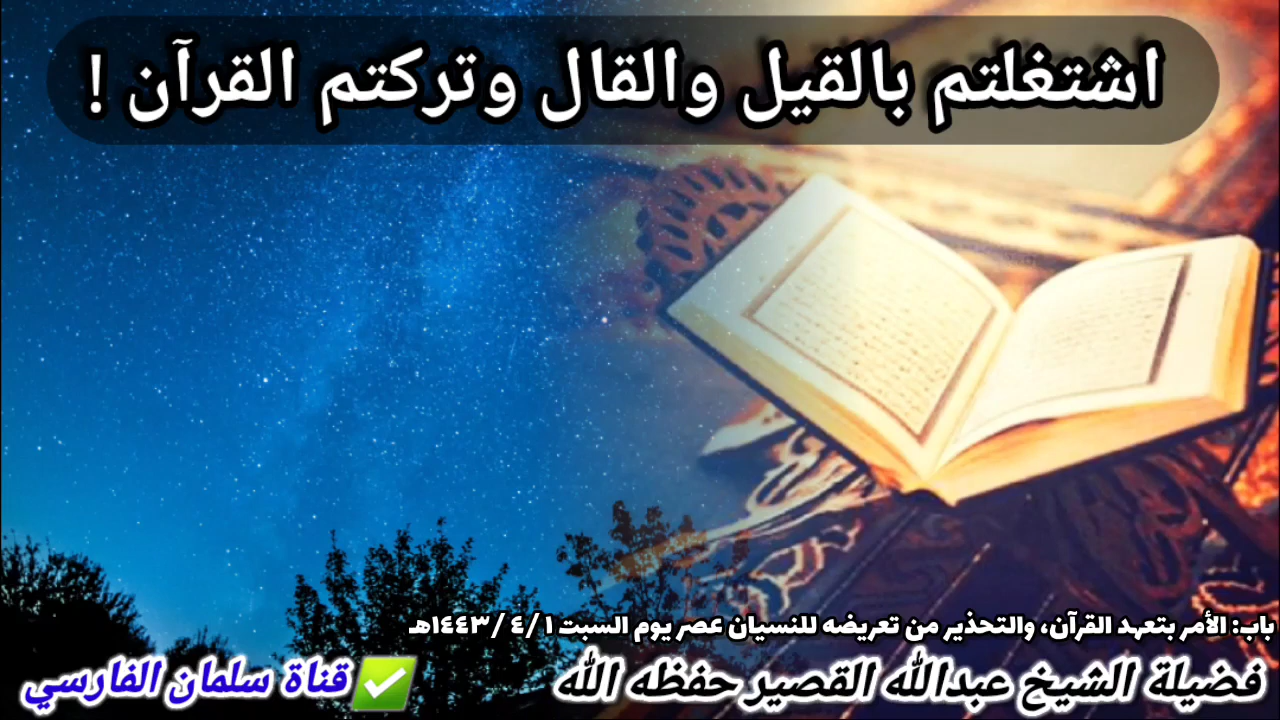 اشتغلتم بالقيل والقال وتركتم القرآن !
باب: الأمر بتعهد القرآن، والتحذير من تعريضه للنسيان عصر يوم السبت ١ /٤ /١٤٤٣هـ
فضيلة الشيخ عبدالله القصير حفظه الله
✅ قناة سلمان الفارسي